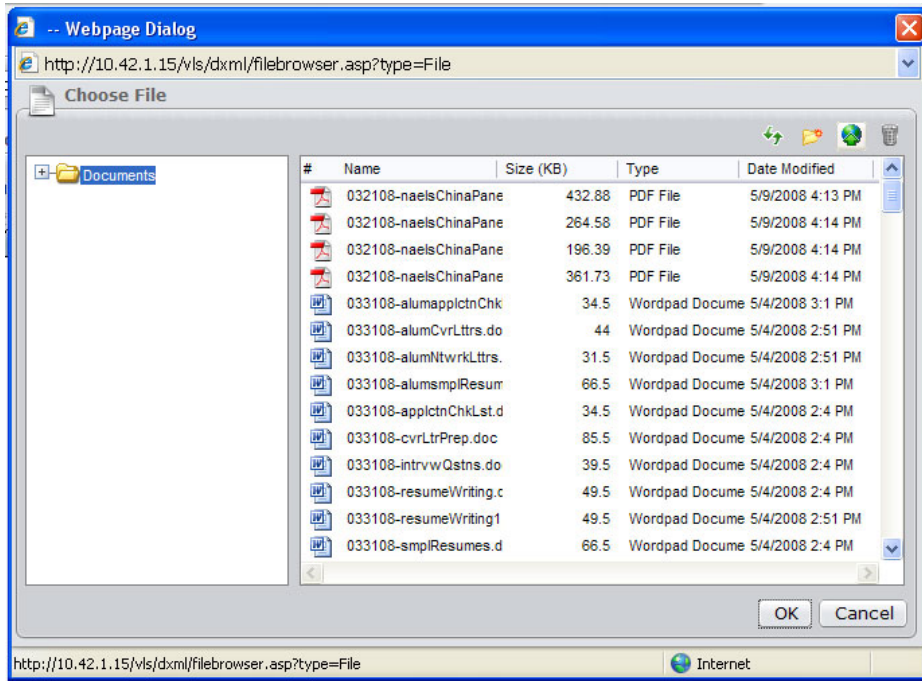 -- Webpage Dialog
http://10.42.1.15/vls/dxml/filebrowser.asp?type=File
Choose File
Documents
# Name Size (KB) Type Date Modified
032108-naelsChinaPane 432.88 PDF File 5/9/2008 4:13 PM
032108-naelsChinaPane 264.58 PDF File 5/9/2008 4:14 PM
032108-naelsChinaPane 196.39 PDF File 5/9/2008 4:14 PM
032108-naelsChinaPane 361.73 PDF File 5/9/2008 4:14 PM
033108-alumapplctnChk 34.5 Wordpad Docume 5/4/2008 3:1 PM
033108-alumCvrLttrs.do 44 Wordpad Docume 5/4/2008 2:51 PM
033108-alumNtwrkLttrs. 31.5 Wordpad Docume 5/4/2008 2:51 PM
033108-alumsmplResum 66.5 Wordpad Docume 5/4/2008 3:1 PM
033108-applctnChkLst.d 34.5 Wordpad Docume 5/4/2008 2:4 PM
033108-cvrLtrPrep.doc 85.5 Wordpad Docume 5/4/2008 2:4 PM
033108-intrvwQstns.do 39.5 Wordpad Docume 5/4/2008 2:4 PM
033108-resumeWriting.c 49.5 Wordpad Docume 5/4/2008 2:4 PM
033108-resumeWriting1 49.5 Wordpad Docume 5/4/2008 2:51 PM
033108-smplResumes.d 66.5 Wordpad Docume 5/4/2008 2:4 PM
OK Cancel
http://10.42.1.15/vls/dxml/filebrowser.asp?type=File Internet